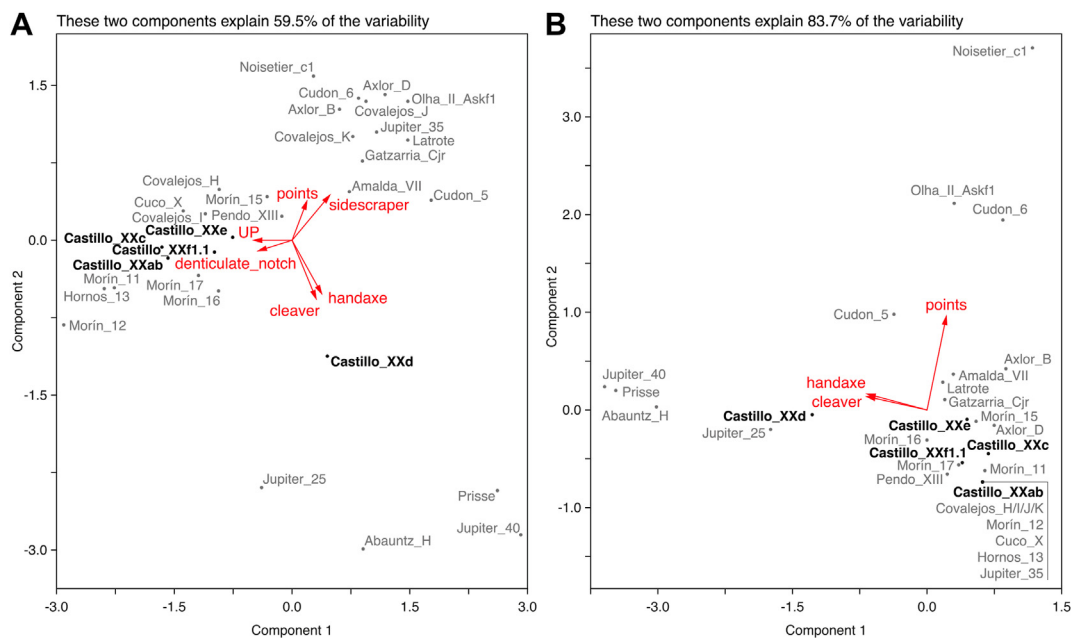 A
These two components explain 59.5% of the variability
Noisetier_c1
Axlor_D
Cudon_6
Olha_II_Askf1
Axlor_B
Covalejos_J
Jupiter_35
Covalejos_K
Latrote
Gatzarria_Cjr
Covalejos_H
Amalda_VII
points
Morín_15
Cudon_5
Cuco_X
sidescraper
Covalejos_I
Pendo_XIII
Castillo_XXe
UP
Castillo_XXc
Castillo_XXf1.1
Castillo_XXab
denticulate_notch
Morín_11
Morín_17
Hornos_13
Morín_16
handaxe
cleaver
Morín_12
Castillo_XXd
Jupiter_25
Prisse
Jupiter_40
Abauntz_H
1.5
0.0
-1.5
-3.0
Component 2
-3.0 -1.5 0.0 1.5 3.0
Component 1
B
These two components explain 83.7% of the variability
Noisetier_c1
Olha_II_Askf1
Cudon_6
Cudon_5
points
Axlor_B
Jupiter_40
Amalda_VII
handaxe
Latrote
Prisse
cleaver
Gatzarria_Cjr
Abauntz_H
Castillo_XXd
Morín_15
Castillo_XXe
Jupiter_25
Axlor_D
Morín_16
Castillo_XXc
Castillo_XXf1.1
Morín_17
Morín_11
Pendo_XIII
Castillo_XXab
Covalejos_H/I/J/K
Morín_12
Cuco_X
Hornos_13
Jupiter_35
3.0
2.0
1.0
0.0
-1.0
Component 2
-3.0 -1.5 0.0 1.5
Component 1